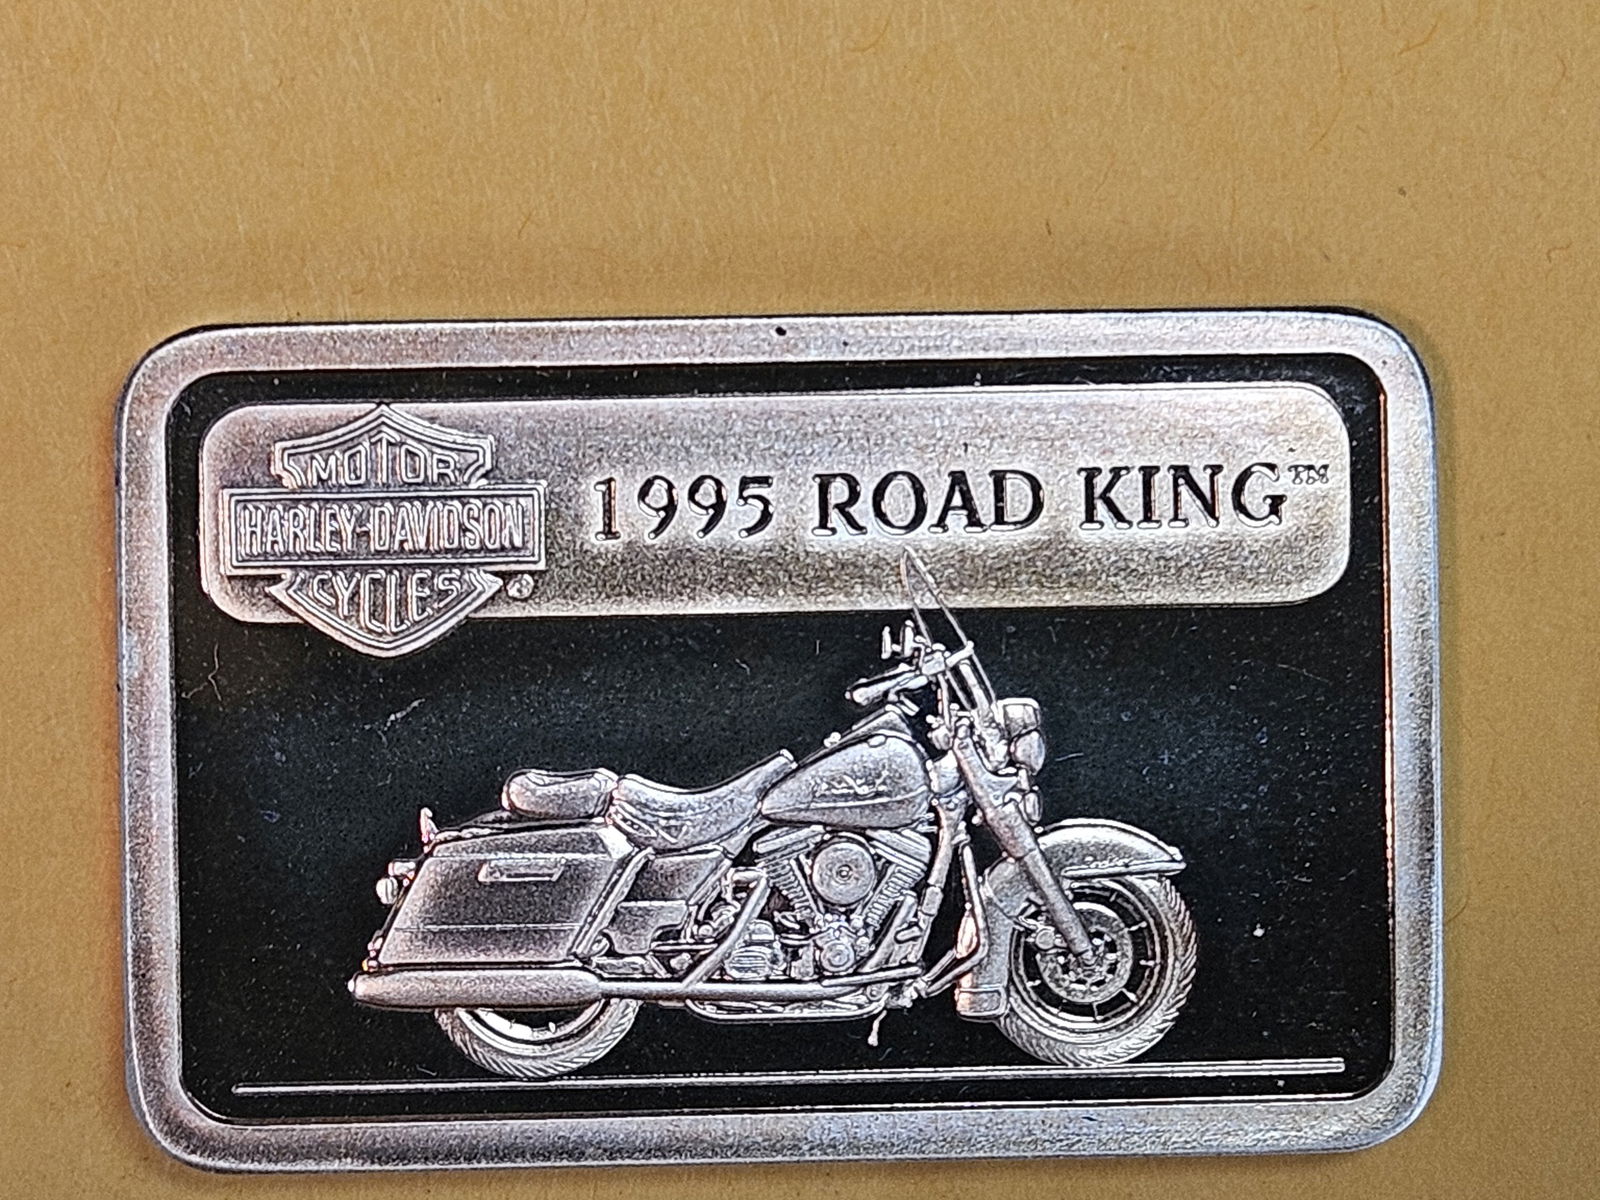 MOTOR
HARLEY-DAVIDSON
CYCLES ®
1995 ROAD KING™